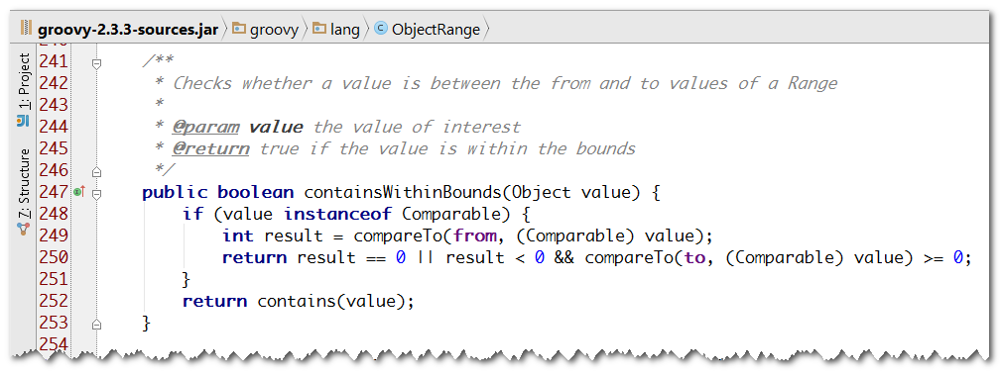 groovy-2.3.3-sources.jar groovy lang ObjectRange
1: Project
7: Structure
241 /**
242 * Checks whether a value is between the from and to values of a Range
243 *
244 * @param value the value of interest
245 * @return true if the value is within the bounds
246 */
247 public boolean containsWithinBounds(Object value) {
248 if (value instanceof Comparable) {
249 int result = compareTo(from, (Comparable) value);
250 return result == 0 || result < 0 && compareTo(to, (Comparable) value) >= 0;
251 }
252 return contains(value);
253 }
254